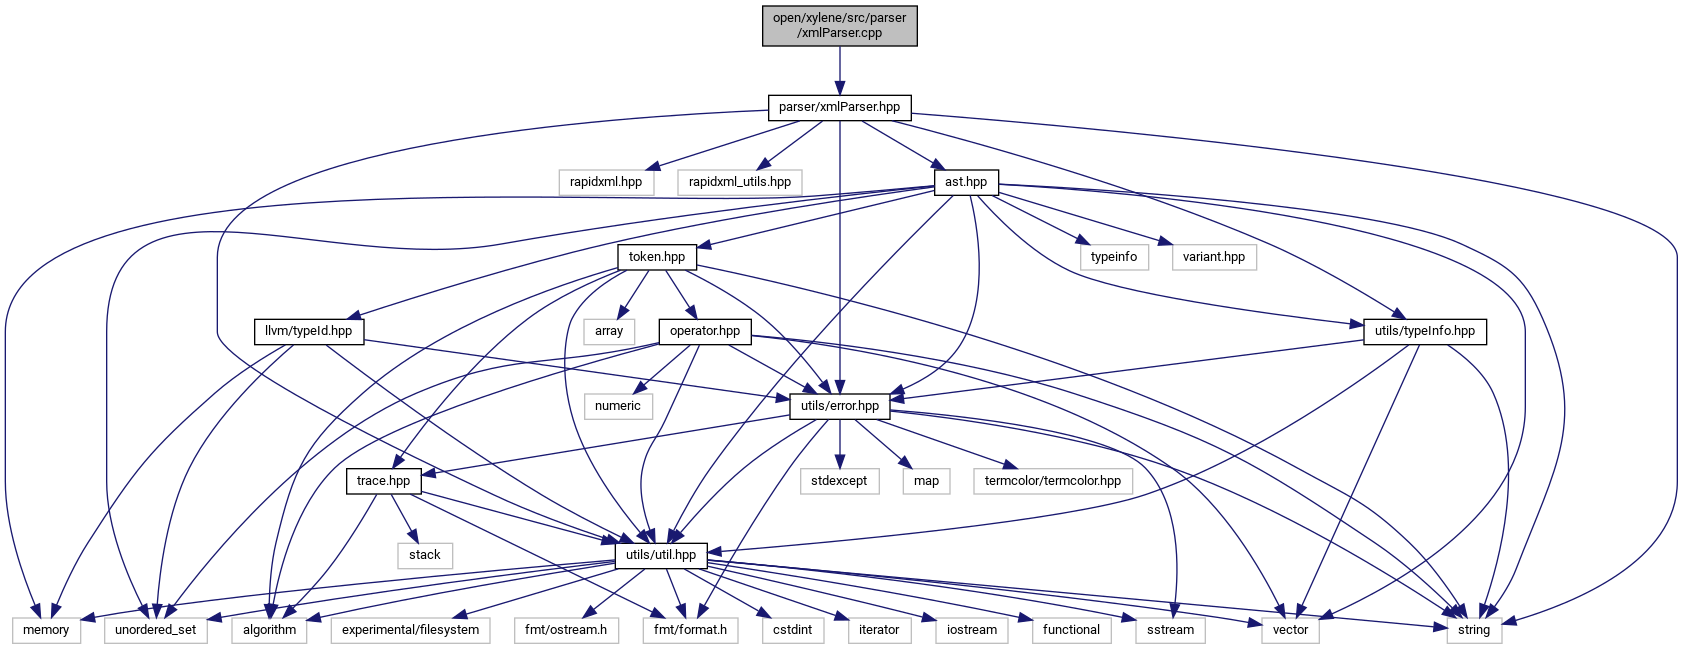 open/xylene/src/parser
/xmlParser.cpp
parser/xmlParser.hpp
rapidxml.hpp
rapidxml_utils.hpp
ast.hpp
token.hpp
typeinfo
variant.hpp
llvm/typeId.hpp
array
operator.hpp
utils/typeInfo.hpp
numeric
utils/error.hpp
trace.hpp
stdexcept
map
termcolor/termcolor.hpp
stack
utils/util.hpp
memory
unordered_set
algorithm
experimental/filesystem
fmt/ostream.h
fmt/format.h
cstdint
iterator
iostream
functional
sstream
vector
string